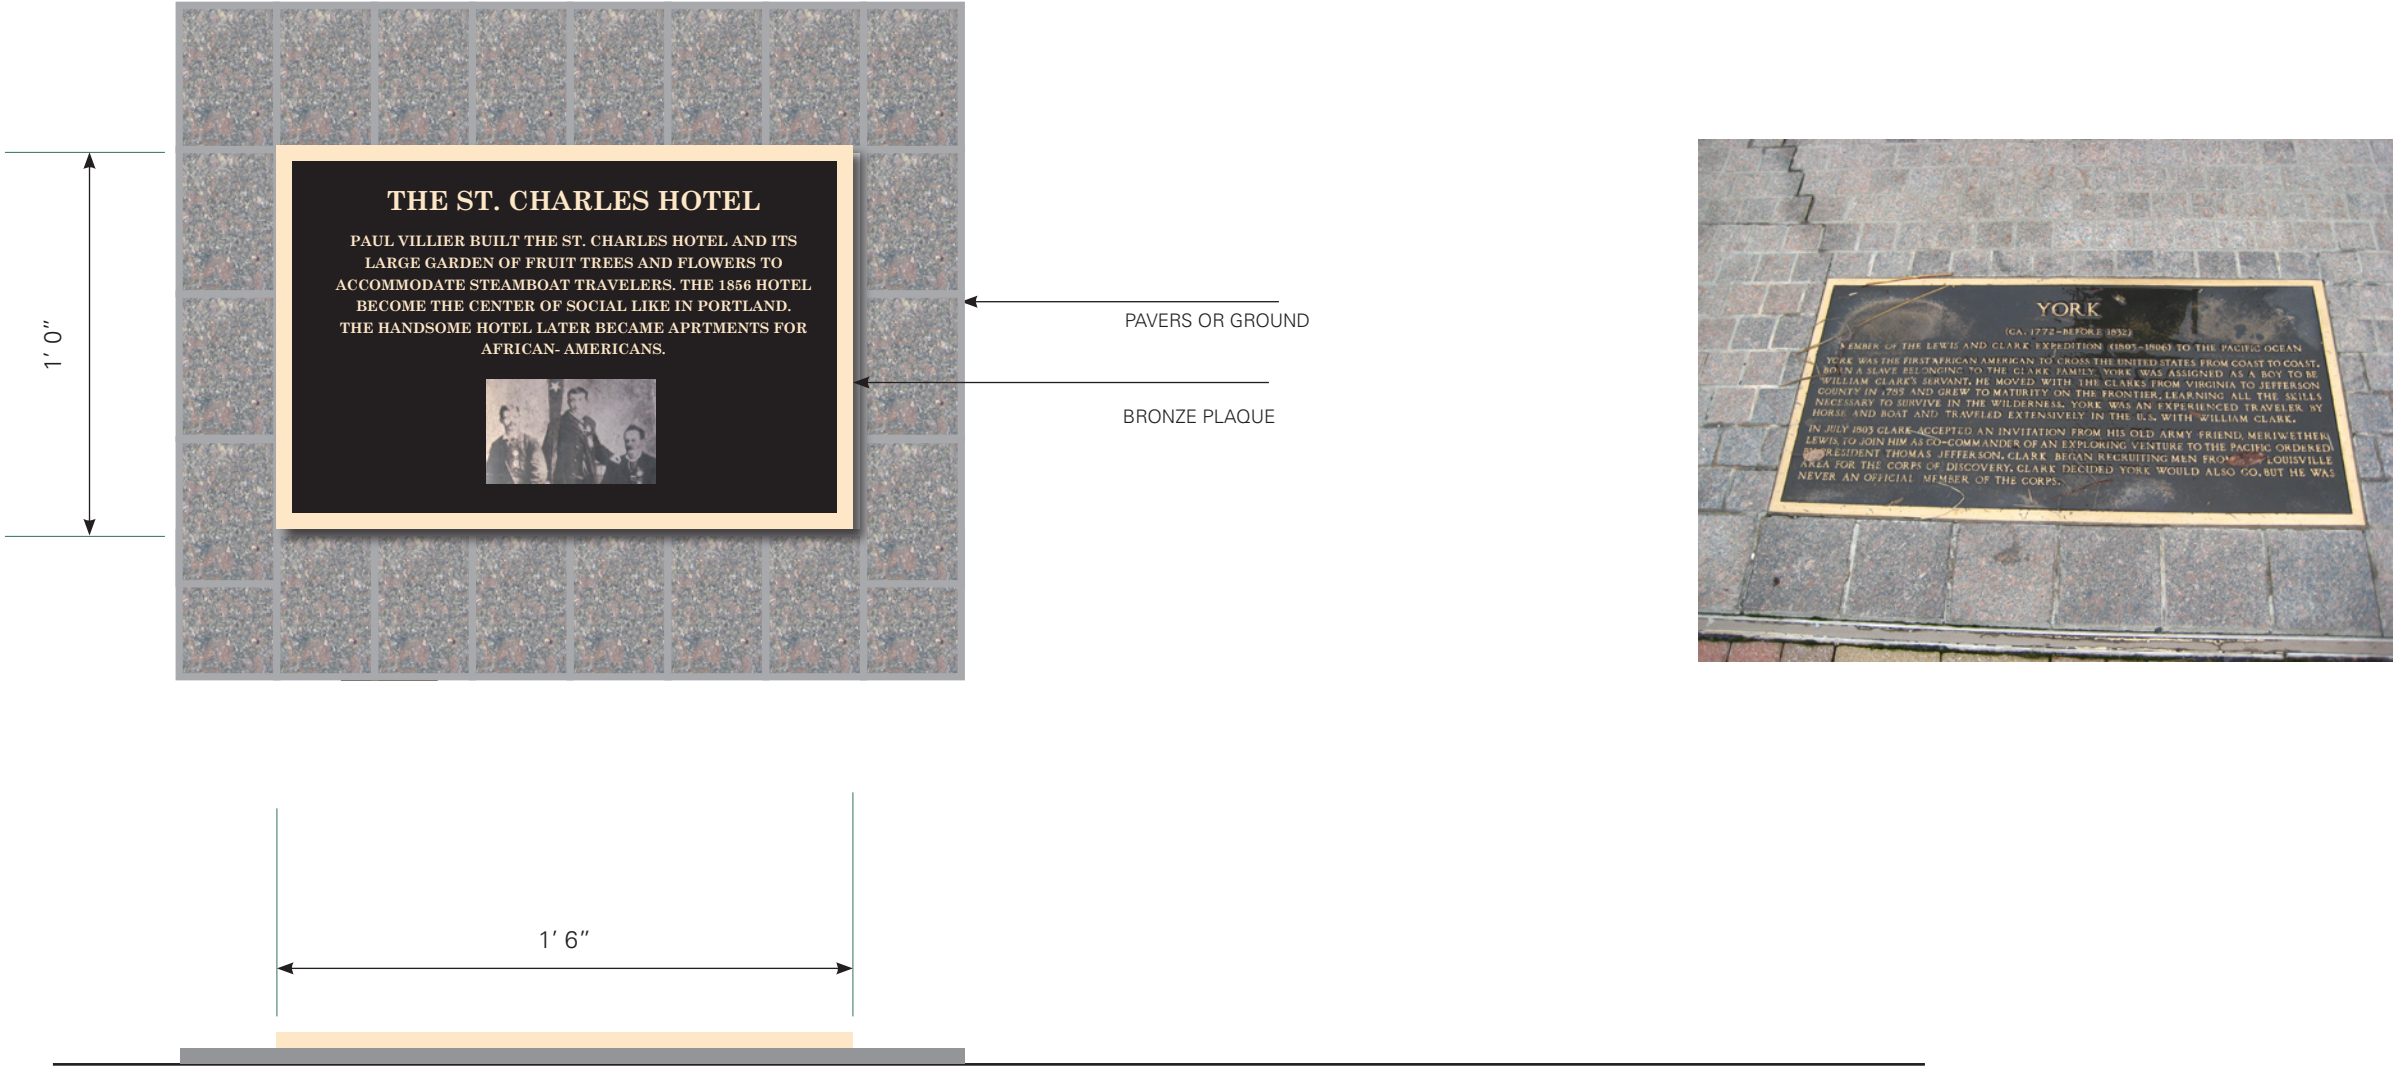 THE ST. CHARLES HOTEL
PAUL VILLIER BUILT THE ST. CHARLES HOTEL AND ITS
LARGE GARDEN OF FRUIT TREES AND FLOWERS TO
ACCOMMODATE STEAMBOAT TRAVELERS. THE 1856 HOTEL
BECOME THE CENTER OF SOCIAL LIKE IN PORTLAND.
THE HANDSOME HOTEL LATER BECAME APRTMENTS FOR
AFRICAN- AMERICANS.
1' 0"
PAVERS OR GROUND
BRONZE PLAQUE
1' 6"
YORK
(CA. 1772-BEFORE 1832)
MEMBER OF THE LEWIS AND CLARK EXPEDITION (1803-1806) TO THE PACIFIC OCEAN
YORK WAS THE FIRST AFRICAN AMERICAN TO CROSS THE UNITED STATES FROM COAST TO COAST.
BORN A SLAVE BELONGING TO THE CLARK FAMILY, YORK WAS ASSIGNED AS A BOY TO BE
WILLIAM CLARK'S SERVANT. HE MOVED WITH THE CLARKS FROM VIRGINIA TO JEFFERSON
COUNTY IN 1785 AND GREW TO MATURITY ON THE FRONTIER, LEARNING ALL THE SKILLS
NECESSARY TO SURVIVE IN THE WILDERNESS. YORK WAS AN EXPERIENCED TRAVELER BY
HORSE AND BOAT AND TRAVELED EXTENSIVELY IN THE U.S. WITH WILLIAM CLARK.
IN JULY 1803 CLARK ACCEPTED AN INVITATION FROM HIS OLD ARMY FRIEND, MERIWETHER
LEWIS, TO JOIN HIM AS CO-COMMANDER OF AN EXPLORING VENTURE TO THE PACIFIC ORDERED
BY PRESIDENT THOMAS JEFFERSON. CLARK BEGAN RECRUITING MEN FROM LOUISVILLE
AREA FOR THE CORPS OF DISCOVERY. CLARK DECIDED YORK WOULD ALSO GO, BUT HE WAS
NEVER AN OFFICIAL MEMBER OF THE CORPS.